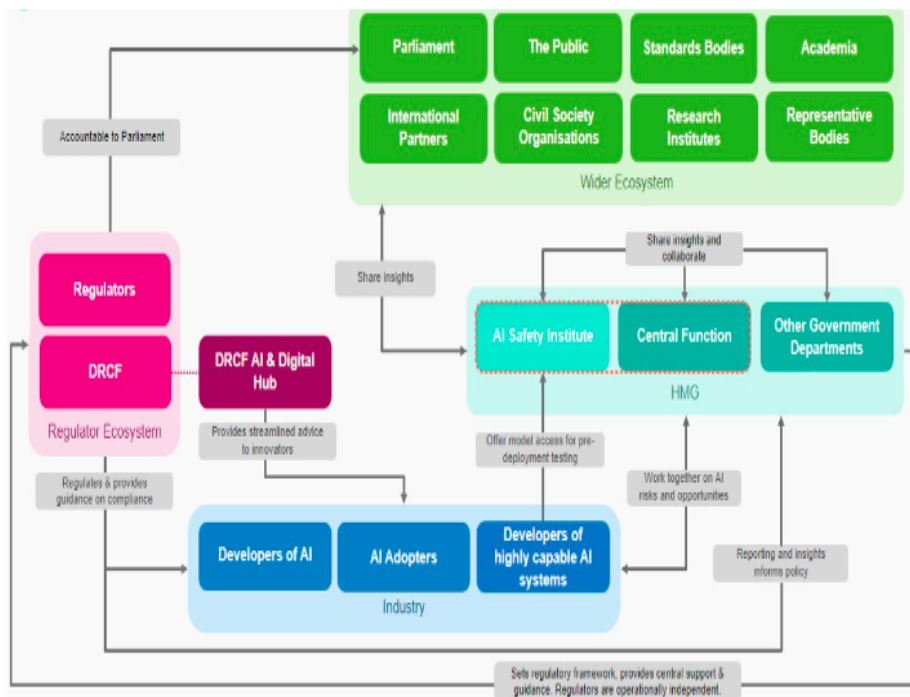 Parliament
The Public
Standards Bodies
Academia
International
Partners
Civil Society
Organisations
Research
Institutes
Representative
Bodies
Wider Ecosystem
Accountable to Parliament
Share insights
Share insights and
collaborate
Regulators
DRCF
Regulator Ecosystem
DRCF AI & Digital
Hub
AI Safety Institute
Central Function
Other Government
Departments
HMG
Provides streamlined advice
to innovators
Offer model access for pre-
deployment testing
Regulates & provides
guidance on compliance
Work together on AI
risks and opportunities
Developers of AI
AI Adopters
Developers of
highly capable AI
systems
Industry
Reporting and insights
informs policy
Sets regulatory framework, provides central support &
guidance. Regulators are operationally independent.